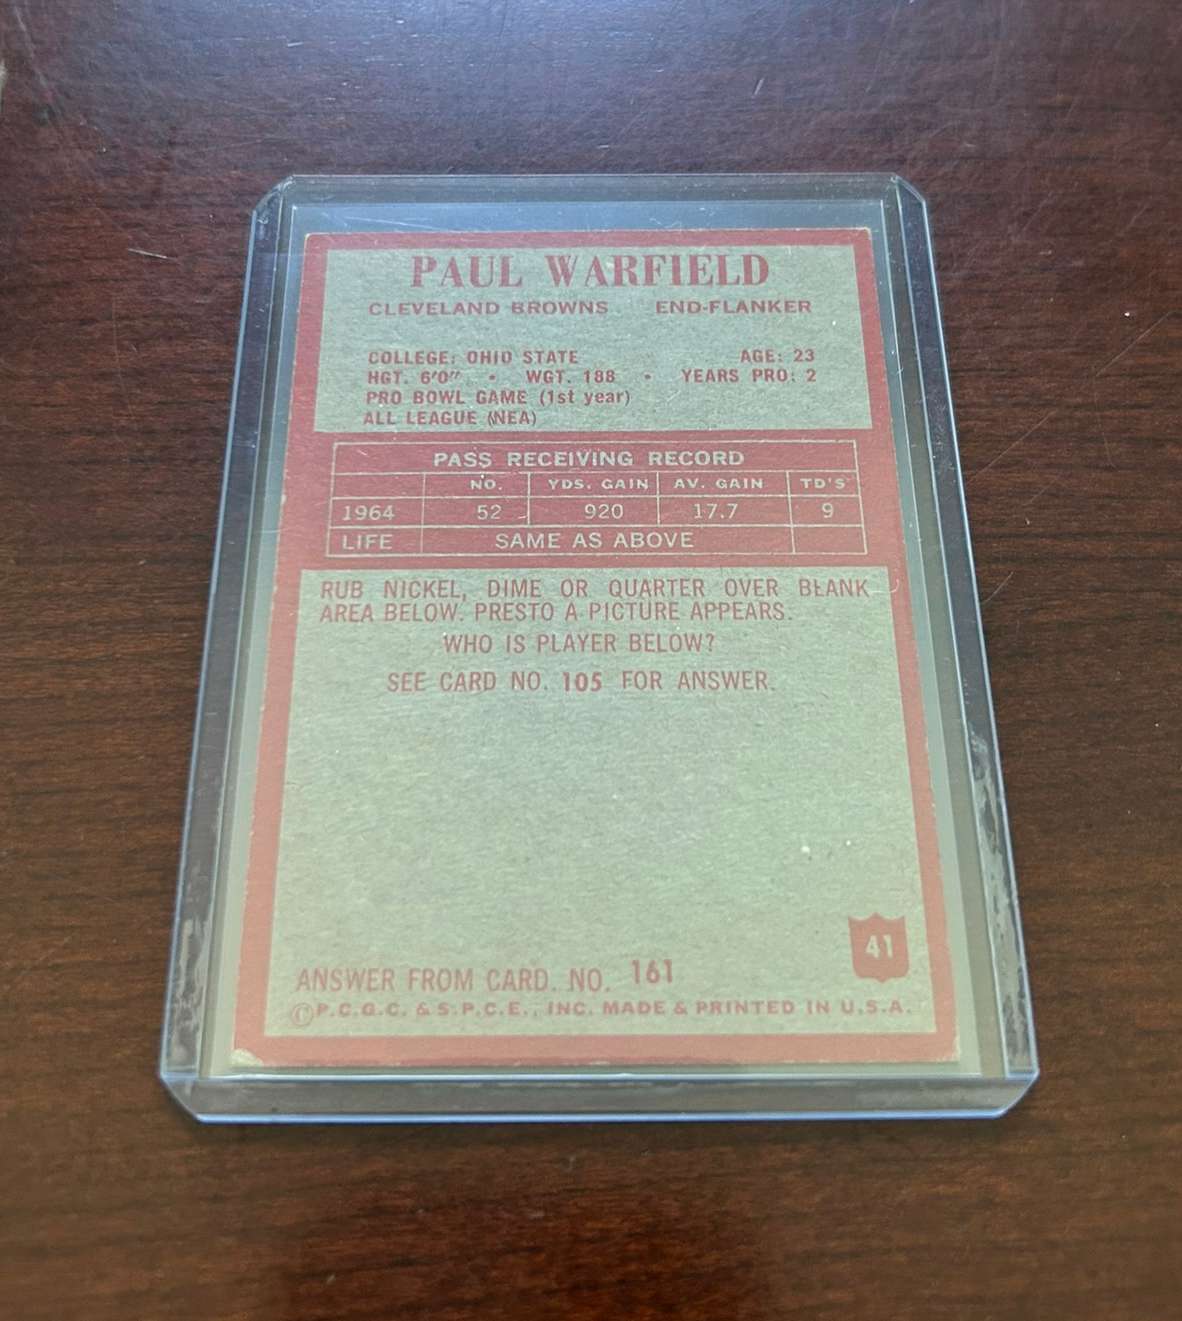 PAUL WARFIELD
CLEVELAND BROWNS END-FLANKER
COLLEGE: OHIO STATE AGE: 23
HGT. 6'0" • WGT. 188 • YEARS PRO: 2
PRO BOWL GAME (1st year)
ALL LEAGUE (NEA)
PASS RECEIVING RECORD
NO. YDS. GAIN AV. GAIN TD'S
1964 52 920 17.7 9
LIFE SAME AS ABOVE
RUB NICKEL, DIME OR QUARTER OVER BLANK
AREA BELOW. PRESTO A PICTURE APPEARS.
WHO IS PLAYER BELOW?
SEE CARD NO. 105 FOR ANSWER.
41
ANSWER FROM CARD. NO. 161
©P.C.G.C. & S.P.C.E., INC. MADE & PRINTED IN U.S.A.